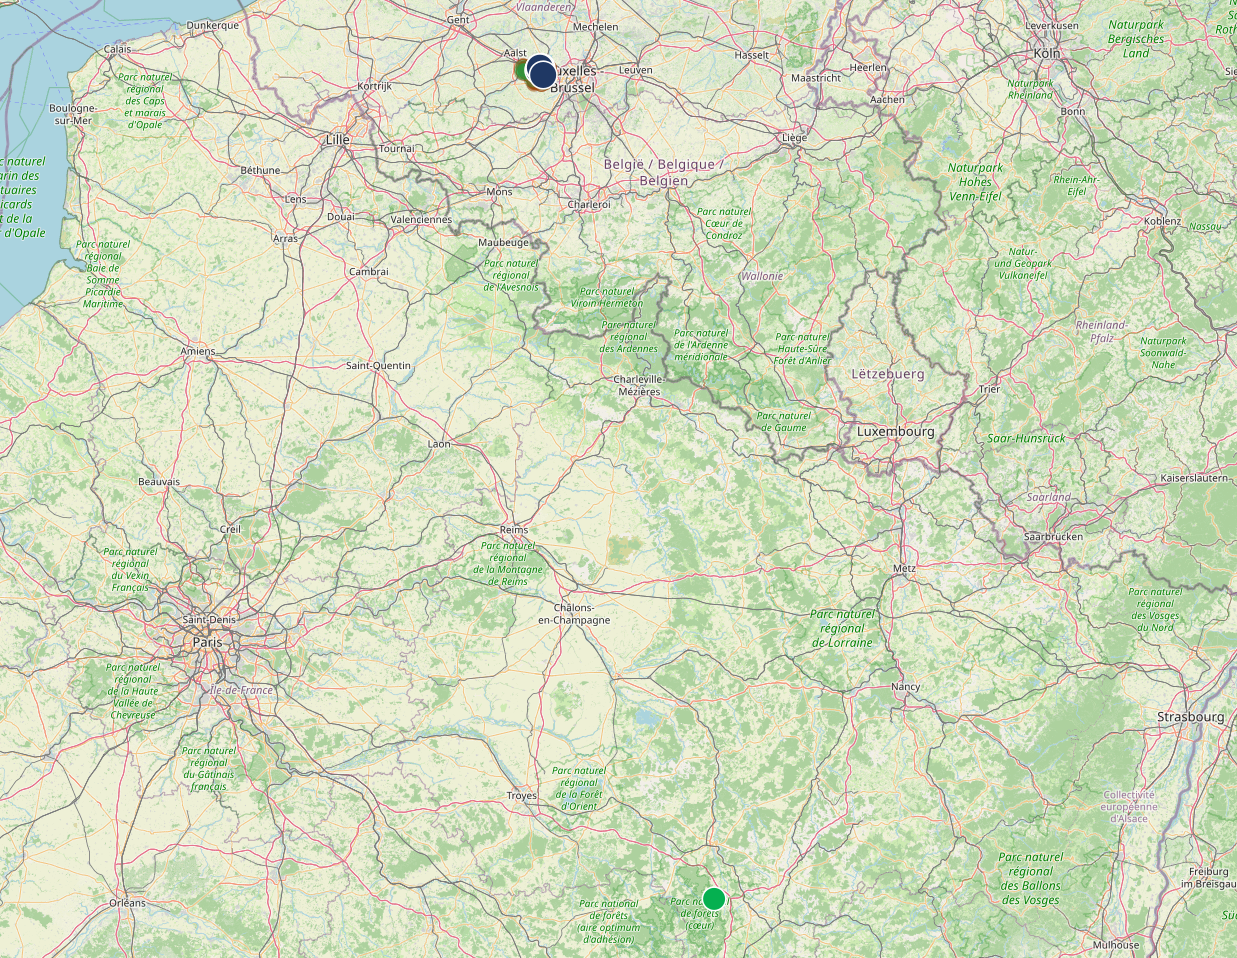 Vlaanderen
Gent
Mechelen
Dunkerque
Leverkusen
Naturpark
Bergisches
Land
Calais
Aalst
Hasselt
Köln
Leuven
Heerlen
Maastricht
Aachen
Brussel
Parc naturel
régional
des Caps
et marais
d'Opale
Kortrijk
Naturpark
Rheinland
Bonn
Boulogne-
sur-Mer
Lille
Tournai
Liège
België / Belgique /
Belgien
Béthune
Mons
Naturpark
Hohes
Venn-Eifel
Rhein-Ahr-
Eifel
Lens
Douai
Valenciennes
Charleroi
Parc naturel
Cœur de
Condroz
Koblenz
Nassau
Arras
Maubeuge
Parc naturel
régional
Baie de
Somme
Picardie
Maritime
Cambrai
Parc naturel
régional
de l'Avesnois
Wallonie
Natur-
und Geopark
Vulkaneifel
Parc naturel
Viroin Hermeton
Parc naturel
régional
des Ardennes
Parc naturel
de l'Ardenne
méridionale
Parc naturel
Haute-Sûre
Forêt d'Anlier
Rheinland-
Pfalz
Naturpark
Soonwald-
Nahe
Amiens
Saint-Quentin
Charleville
Mézières
Lëtzebuerg
Trier
Parc naturel
de Gaume
Luxembourg
Saar-Hunsrück
Laon
Beauvais
Kaiserslautern
Saarland
Creil
Reims
Saarbrücken
Parc naturel
régional
de la Montagne
de Reims
Parc naturel
régional
du Vexin
Français
Metz
Parc naturel
régional
des Vosges
du Nord
Saint-Denis
Paris
Châlons-
en-Champagne
Parc naturel
régional
de Lorraine
Parc naturel
régional
de la Haute
Vallée de
Chevreuse
Île-de-France
Nancy
Strasbourg
Parc naturel
régional
du Gâtinais
français
Parc naturel
régional
de la Forêt
d'Orient
Troyes
Collectivité
européenne
d'Alsace
Parc naturel
régional
des Ballons
des Vosges
Freiburg
im Breisgau
Orléans
Parc national
de forêts
(aire optimum
d'adhésion)
de forêts
(cœur)
Mulhouse